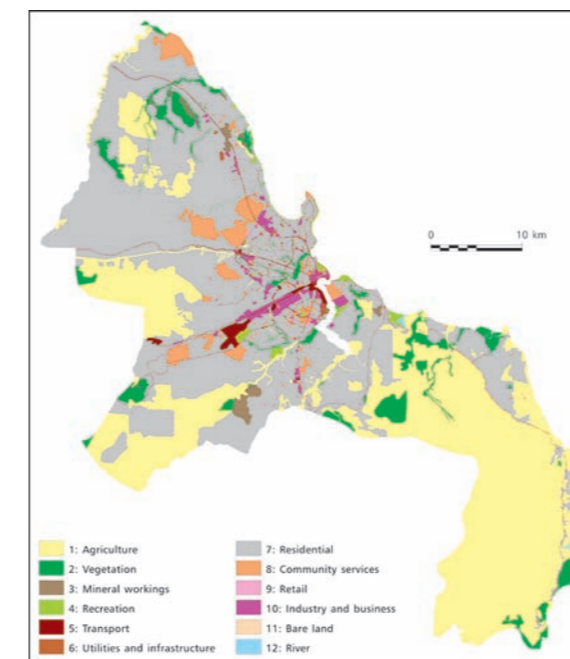 0 10 km
1: Agriculture
2: Vegetation
3: Mineral workings
4: Recreation
5: Transport
6: Utilities and infrastructure
7: Residential
8: Community services
9: Retail
10: Industry and business
11: Bare land
12: River